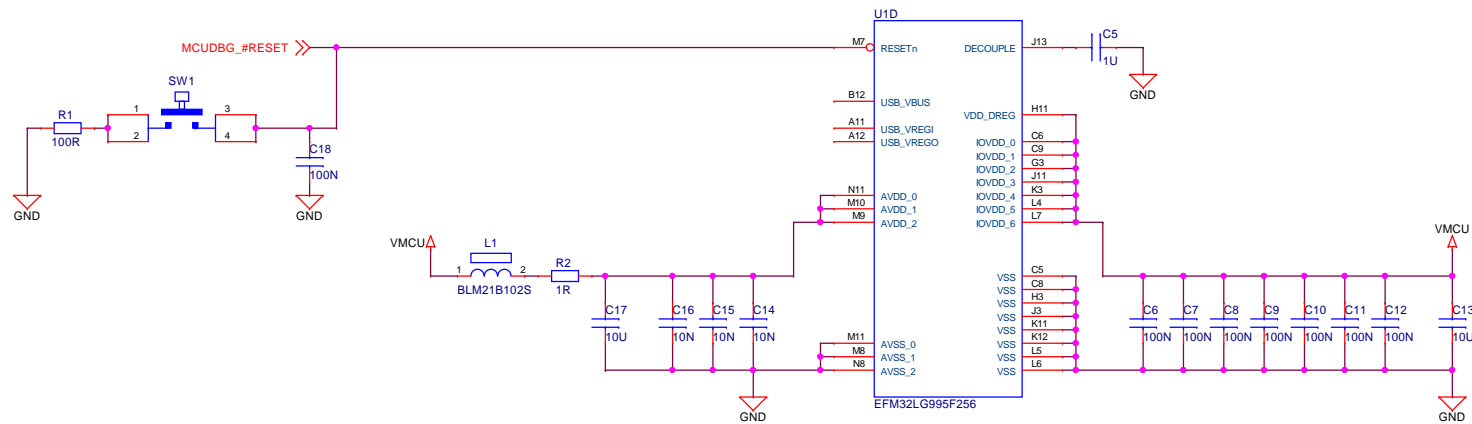 U1D
MCUDBG_#RESET
M7
RESETn
DECOUPLE
J13
C5
1U
GND
SW1
R1
100R
1
2
3
4
C18
100N
GND
GND
B12
USB_VBUS
A11
USB_VREGI
A12
USB_VREGO
H11
VDD_DREG
C6
IOVDD_0
C9
IOVDD_1
G3
IOVDD_2
J11
IOVDD_3
K3
IOVDD_4
L4
IOVDD_5
L7
IOVDD_6
N11
AVDD_0
M10
AVDD_1
M9
AVDD_2
VMCU
L1
1
2
BLM21B102S
R2
1R
C17
10U
C16
10N
C15
10N
C14
10N
C5
VSS
C8
VSS
H3
VSS
J3
VSS
K11
VSS
K12
VSS
L5
VSS
L6
VSS
M11
AVSS_0
M8
AVSS_1
N8
AVSS_2
GND
EFM32LG995F256
VMCU
C6
100N
C7
100N
C8
100N
C9
100N
C10
100N
C11
100N
C12
100N
C13
10U
GND